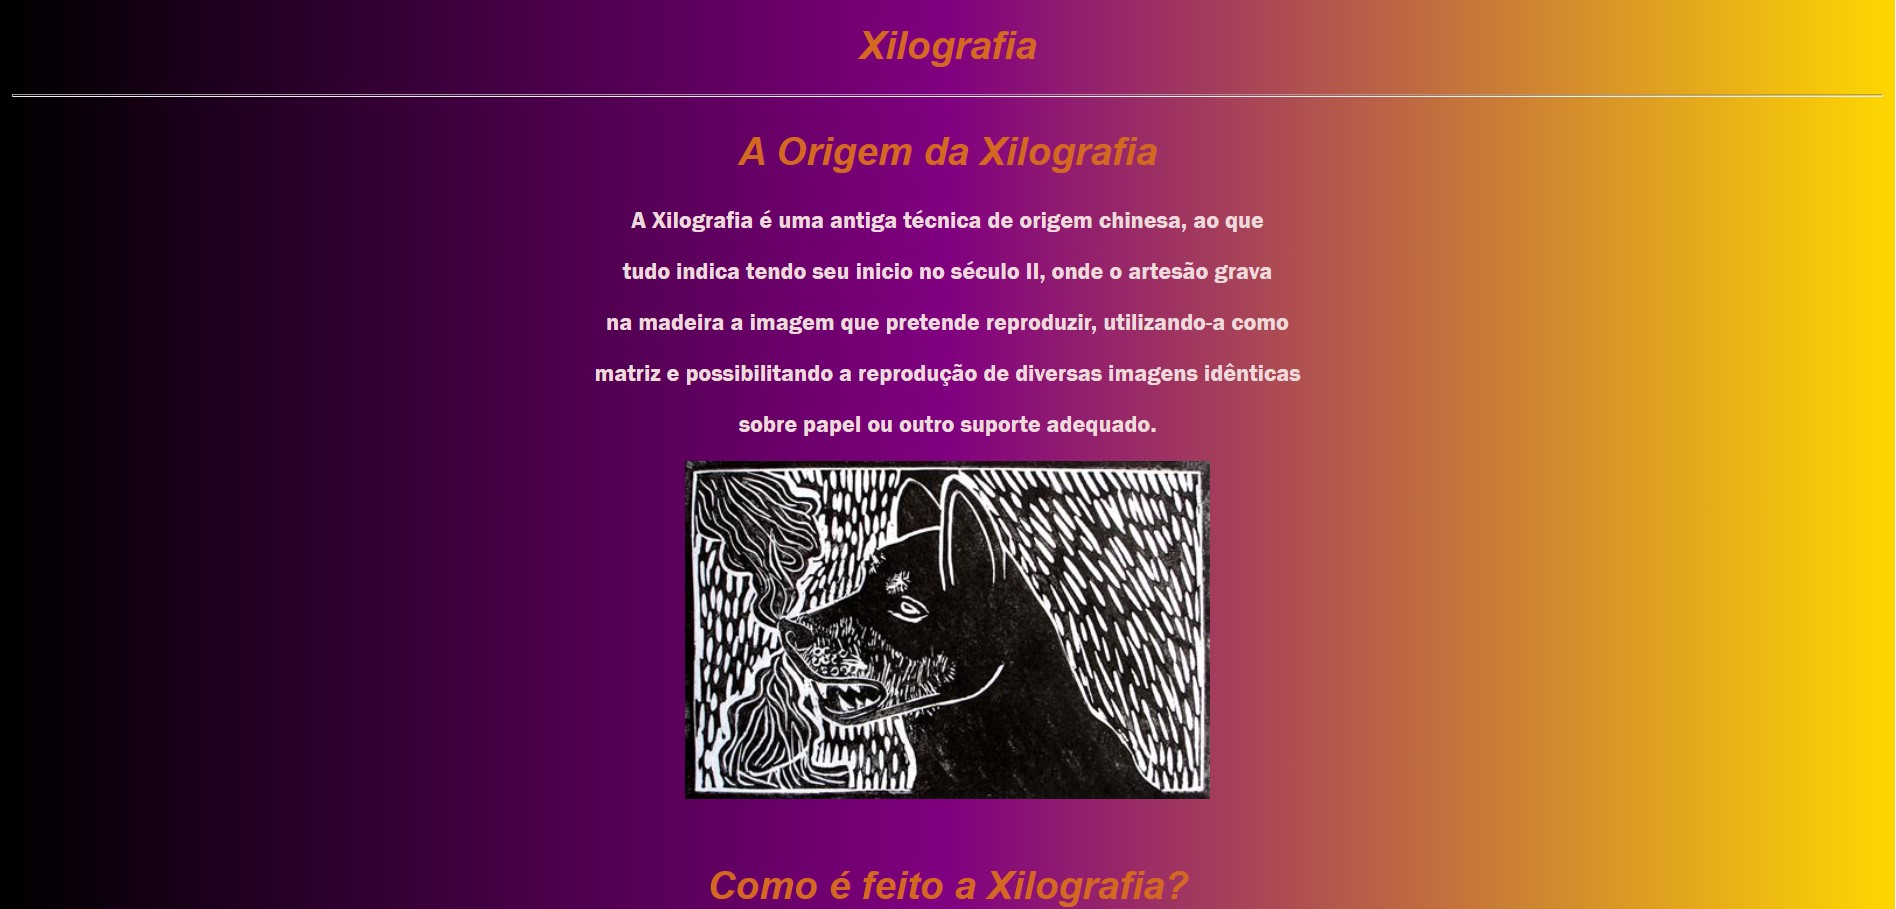 Xilografia
A Origem da Xilografia
A Xilografia é uma antiga técnica de origem chinesa, ao que
tudo indica tendo seu inicio no século II, onde o artesão grava
na madeira a imagem que pretende reproduzir, utilizando-a como
matriz e possibilitando a reprodução de diversas imagens idênticas
sobre papel ou outro suporte adequado.
Como é feito a Xilografia?